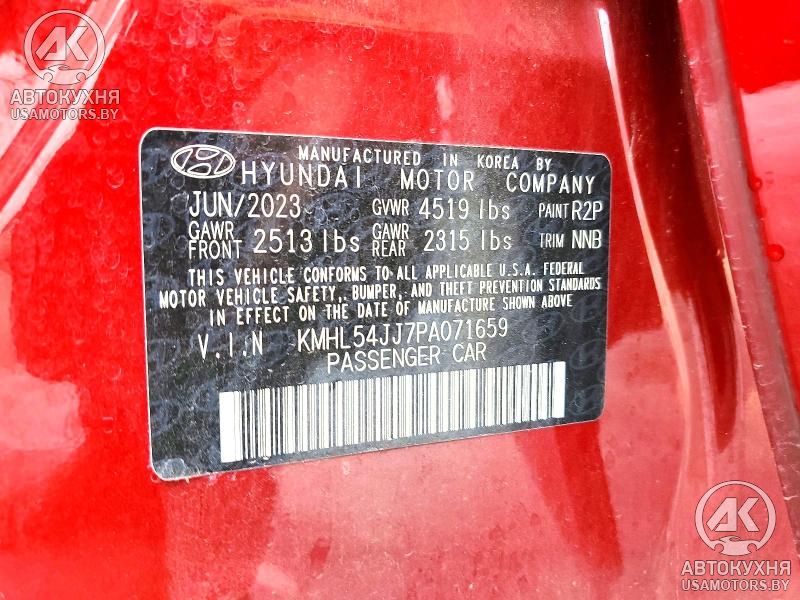 AK
АВТОКУХНЯ
USAMOTORS.BY
MANUFACTURED IN KOREA BY
HYUNDAI MOTOR COMPANY
JUN/2023 GVWR 4519 lbs PAINT R2P
GAWR FRONT 2513 lbs GAWR REAR 2315 lbs TRIM NNB
THIS VEHICLE CONFORMS TO ALL APPLICABLE U.S.A. FEDERAL
MOTOR VEHICLE SAFETY, BUMPER, AND THEFT PREVENTION STANDARDS
IN EFFECT ON THE DATE OF MANUFACTURE SHOWN ABOVE
V.I.N KMHL54JJ7PA071659
PASSENGER CAR
AK
АВТОКУХНЯ
USAMOTORS.BY